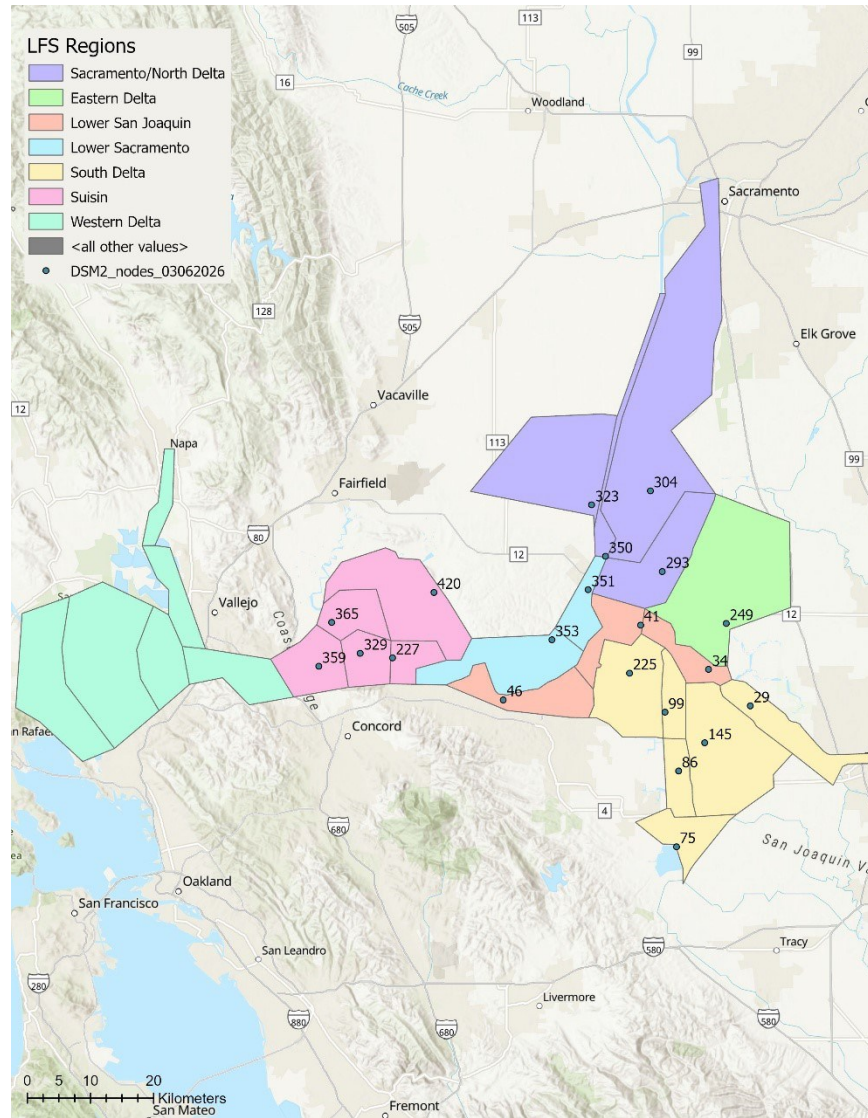 LFS Regions
Sacramento/North Delta
Eastern Delta
Lower San Joaquin
Lower Sacramento
South Delta
Suisin
Western Delta
<all other values>
DSM2_nodes_03062026
113
505
99
16
Cache Creek
Woodland
Sacramento
128
505
Elk Grove
Vacaville
12
113
Napa
99
Fairfield
304
323
80
12
350
293
351
420
Vallejo
365
41
249
12
353
329
227
359
34
225
46
29
99
Concord
145
86
4
75
San Joaquin
680
Oakland
San Francisco
San Leandro
580
Tracy
280
Livermore
880
680
580
0 5 10 20
Kilometers
San Mateo
Fremont